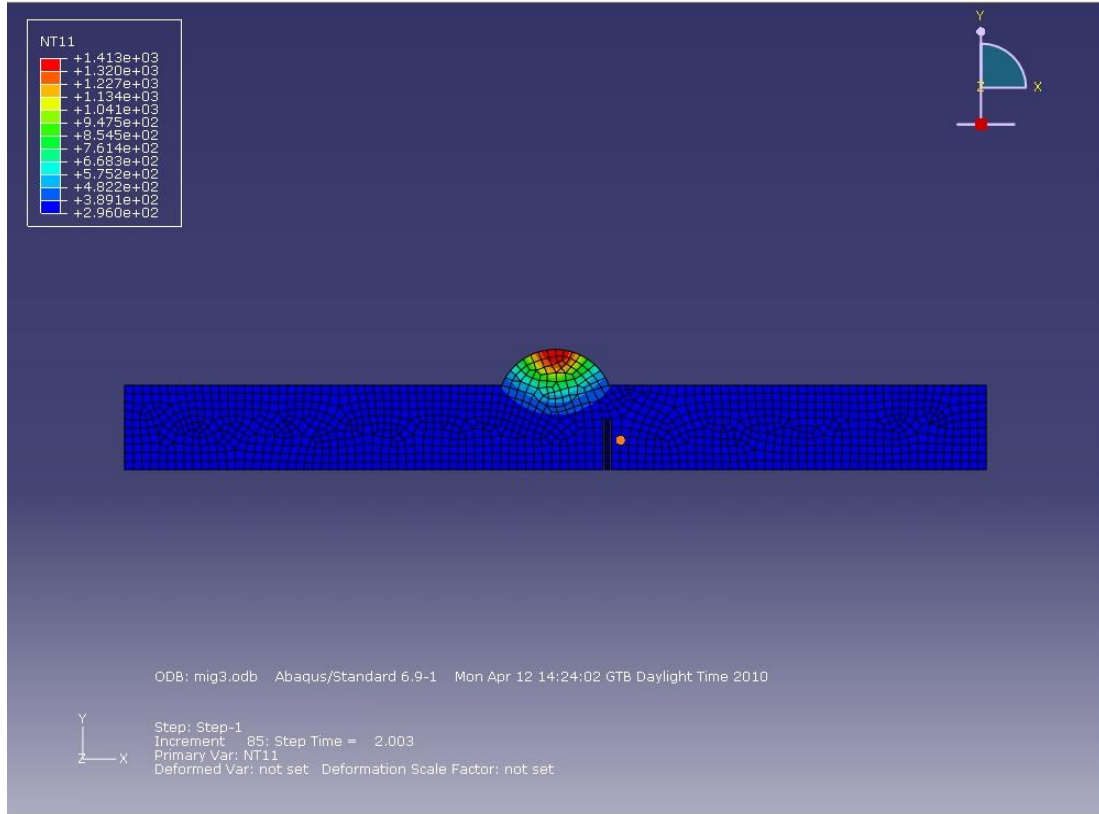 NT11
+1.413e+03
+1.320e+03
+1.227e+03
+1.134e+03
+1.041e+03
+9.475e+02
+8.545e+02
+7.614e+02
+6.683e+02
+5.752e+02
+4.822e+02
+3.891e+02
+2.960e+02
Y
Z X
ODB: mig3.odb Abaqus/Standard 6.9-1 Mon Apr 12 14:24:02 GTB Daylight Time 2010
Y
Z X
Step: Step-1
Increment 85: Step Time = 2.003
Primary Var: NT11
Deformed Var: not set Deformation Scale Factor: not set